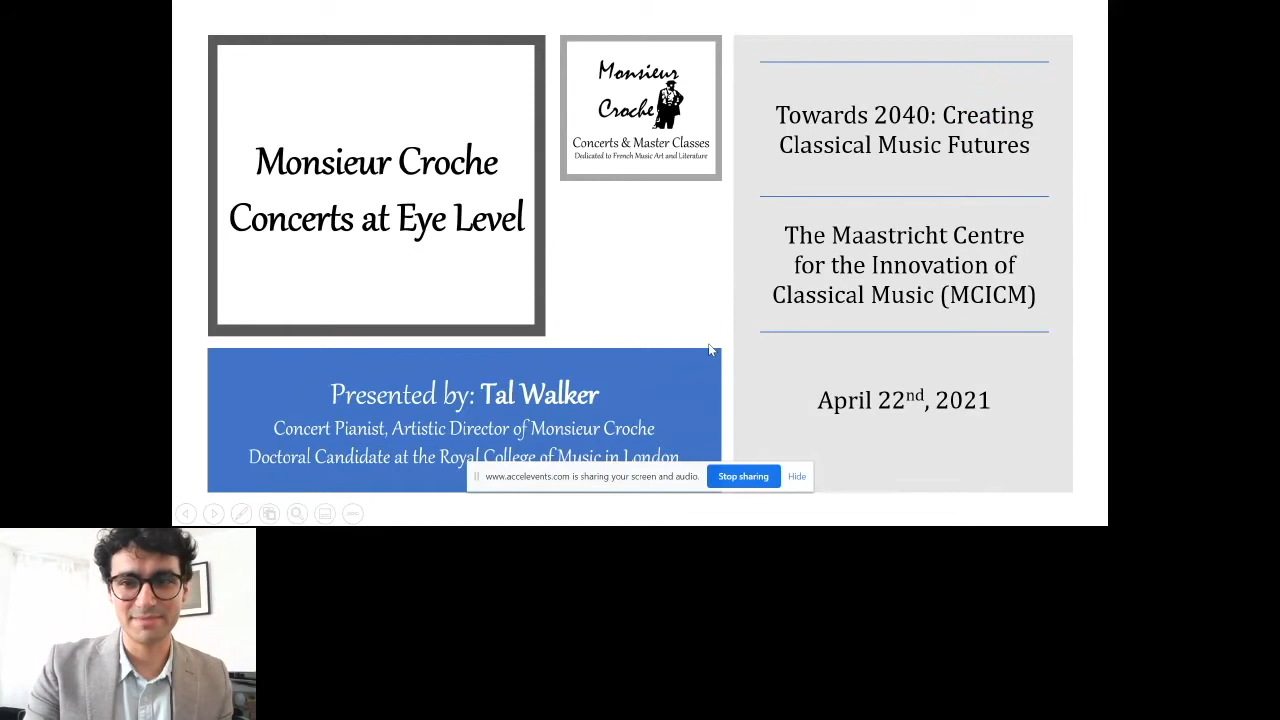 Monsieur Croche
Concerts at Eye Level
Monsieur
Croche
Concerts & Master Classes
Dedicated to French Music Art and Literature
Towards 2040: Creating
Classical Music Futures
The Maastricht Centre
for the Innovation of
Classical Music (MCICM)
April 22nd, 2021
Presented by: Tal Walker
Concert Pianist, Artistic Director of Monsieur Croche
Doctoral Candidate at the Royal College of Music in London
www.accelevents.com is sharing your screen and audio.
Stop sharing
Hide